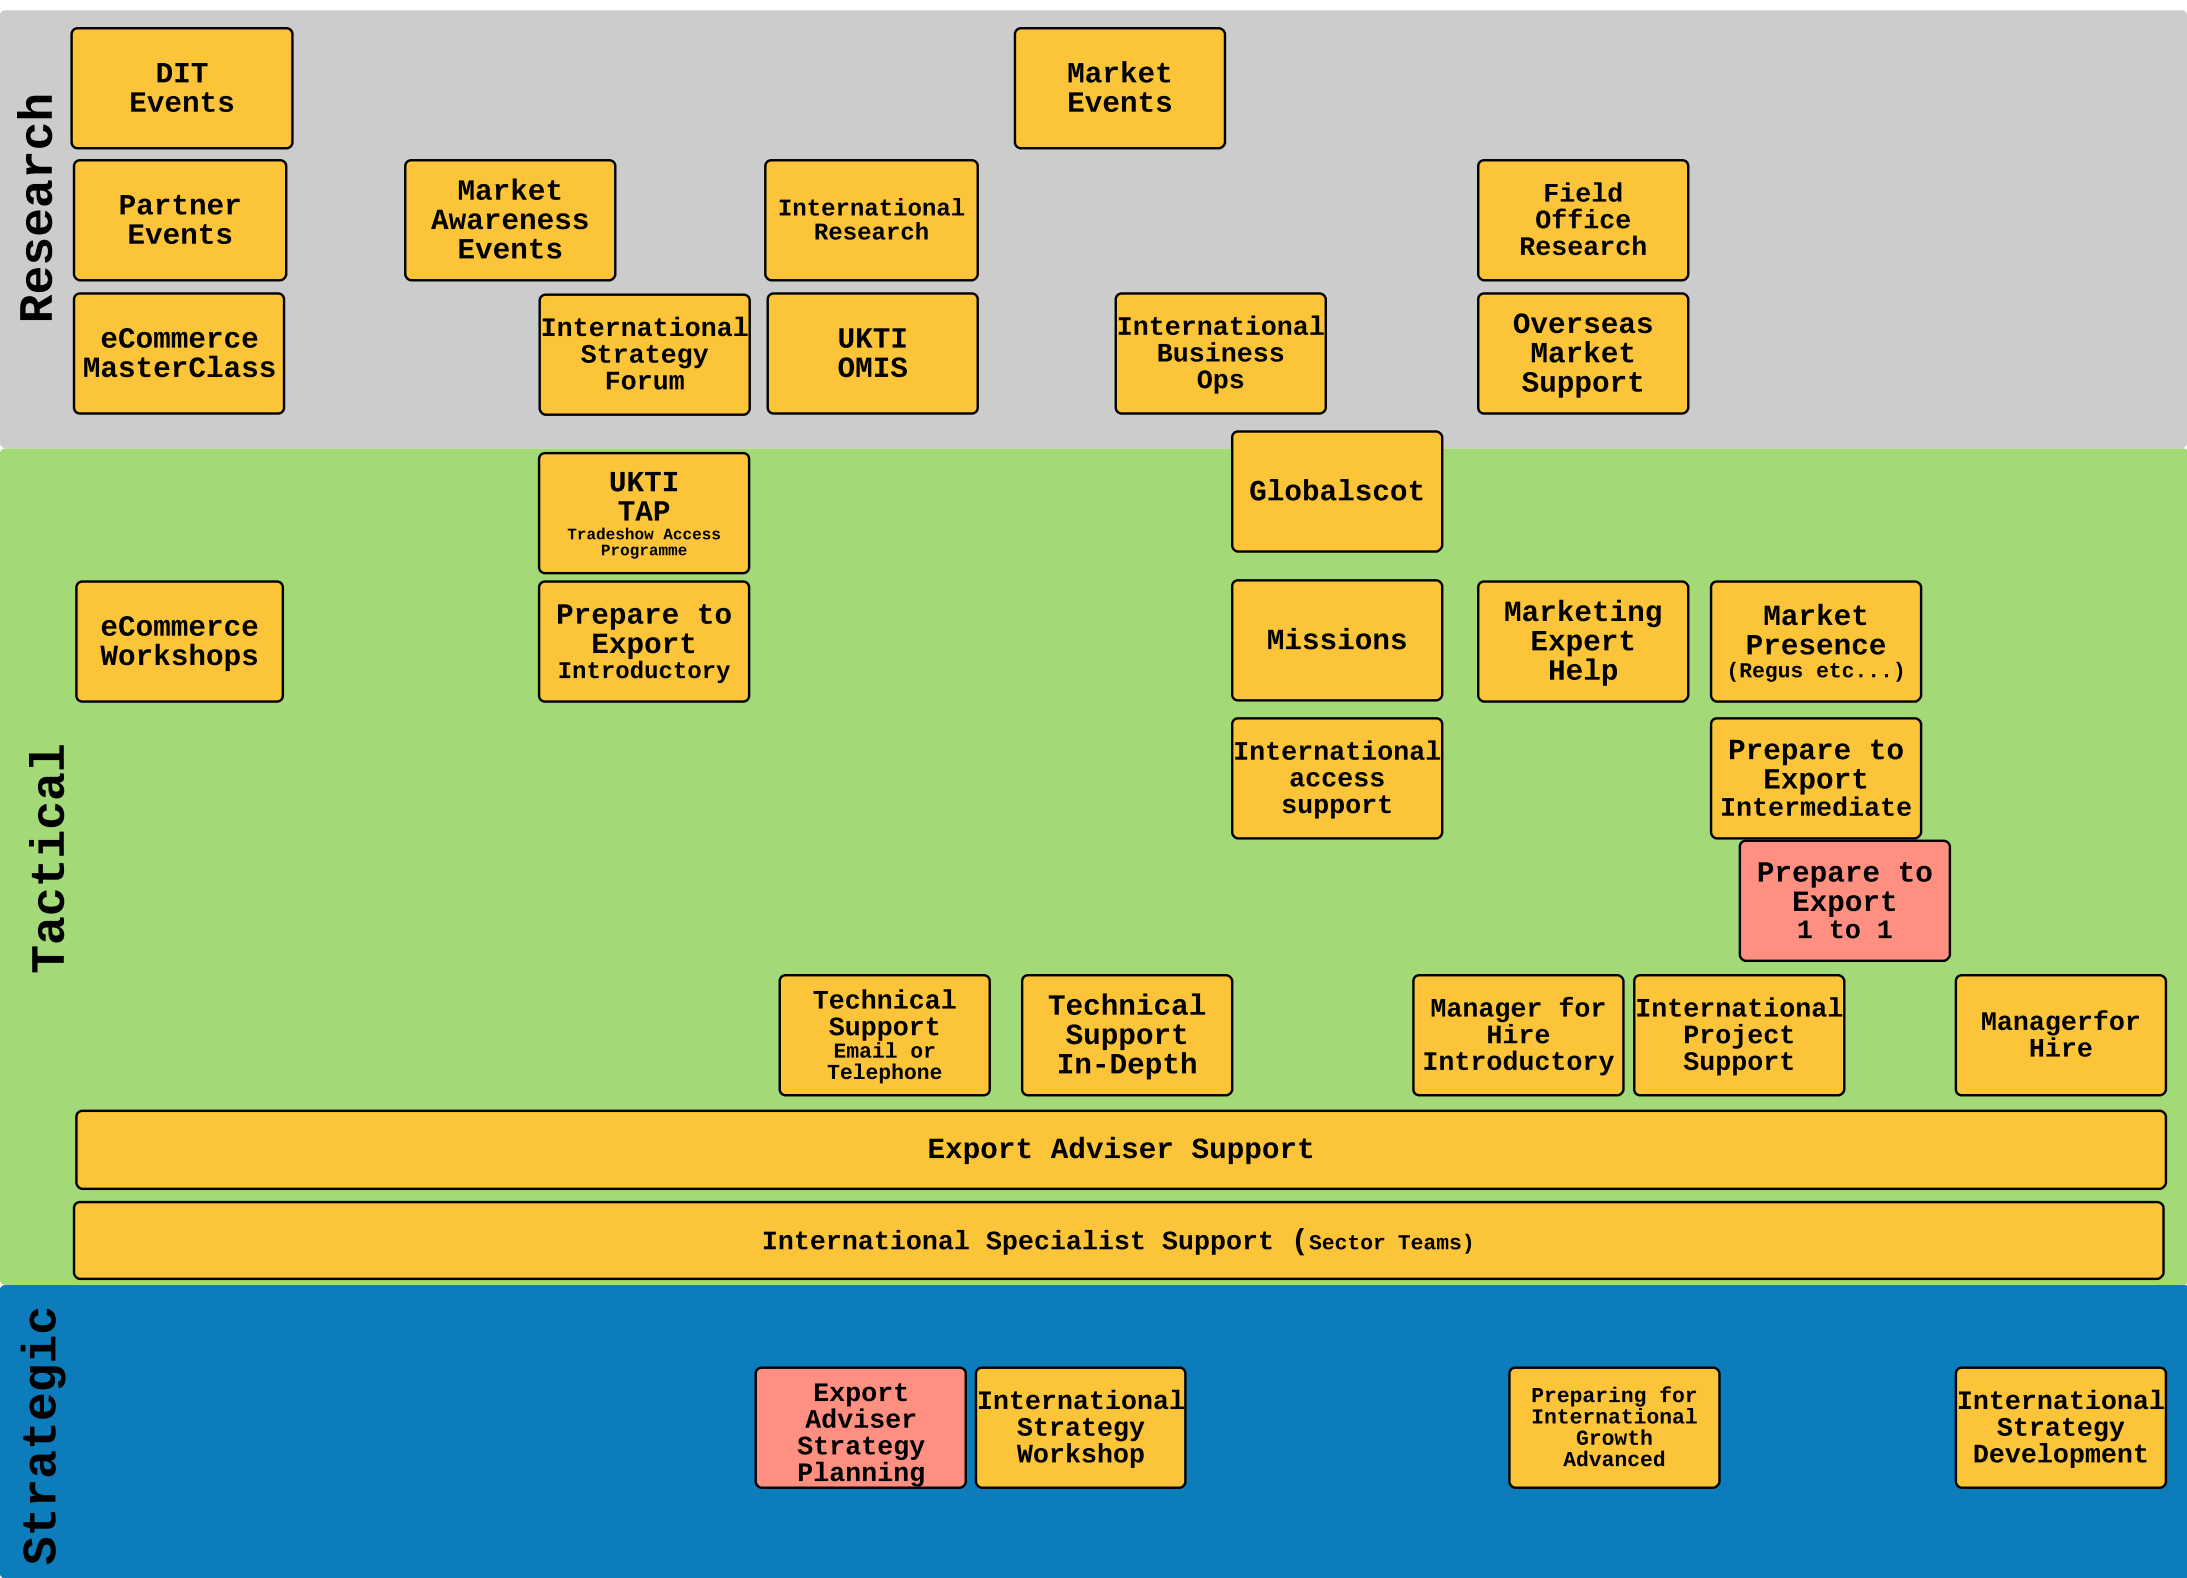 Research
DIT
Events
Market
Events
Partner
Events
Market
Awareness
Events
International
Research
Field
Office
Research
eCommerce
MasterClass
International
Strategy
Forum
UKTI
OMIS
International
Business
Ops
Overseas
Market
Support
Tactical
UKTI
TAP
Tradeshow Access
Programme
Globalscot
eCommerce
Workshops
Prepare to
Export
Introductory
Missions
Marketing
Expert
Help
Market
Presence
(Regus etc...)
International
access
support
Prepare to
Export
Intermediate
Prepare to
Export
1 to 1
Technical
Support
Email or
Telephone
Technical
Support
In-Depth
Manager for
Hire
Introductory
International
Project
Support
Managerfor
Hire
Export Adviser Support
International Specialist Support (Sector Teams)
Strategic
Export
Adviser
Strategy
Planning
International
Strategy
Workshop
Preparing for
International
Growth
Advanced
International
Strategy
Development